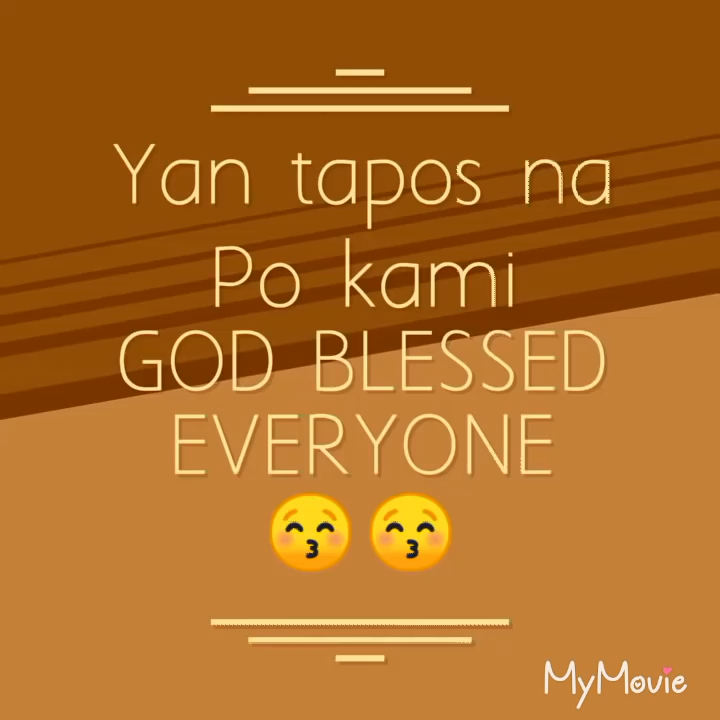 Yan tapos na
Po kami
GOD BLESSED
EVERYONE
😚😚
MyMovie